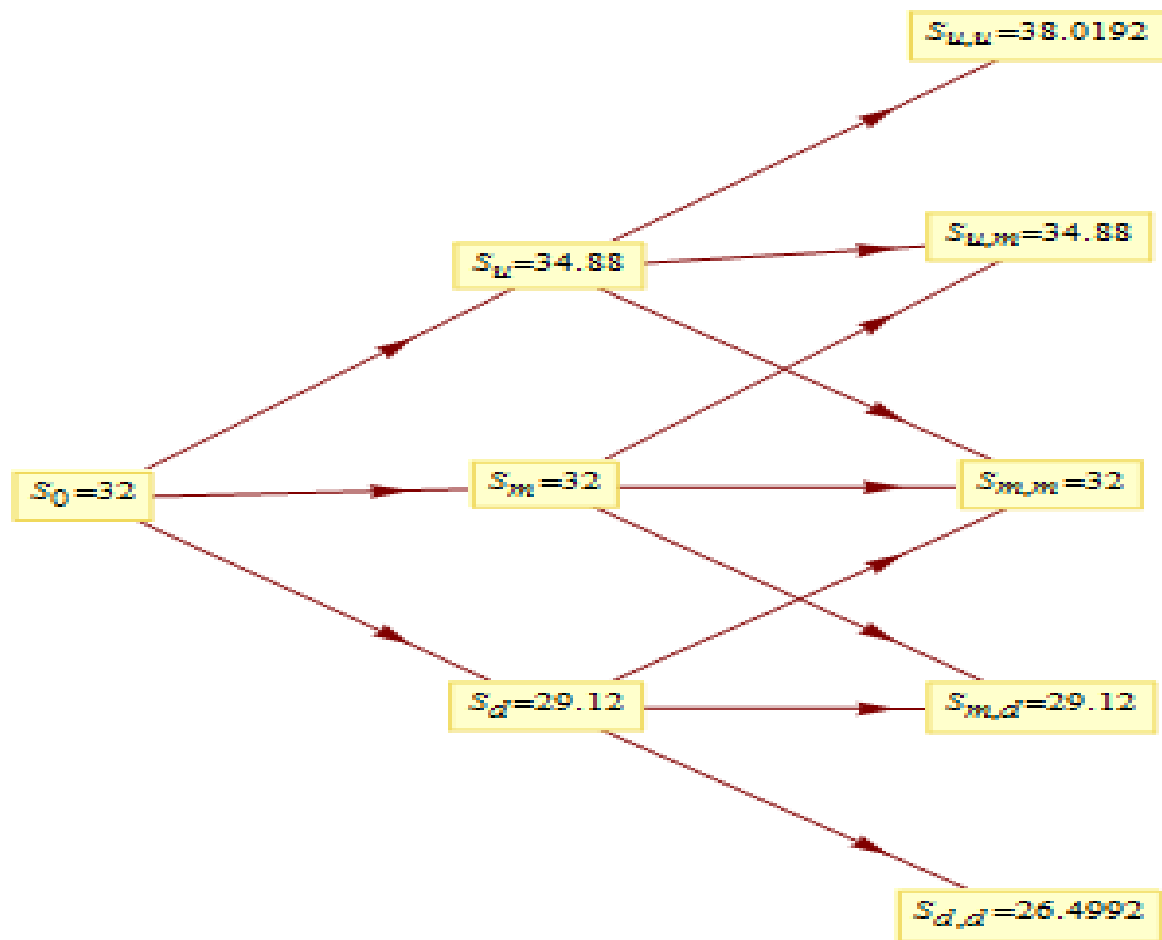 S_{u,u}=38.0192
S_{u,m}=34.88
S_u=34.88
S_0=32
S_m=32
S_{m,m}=32
S_d=29.12
S_{m,d}=29.12
S_{d,d}=26.4992